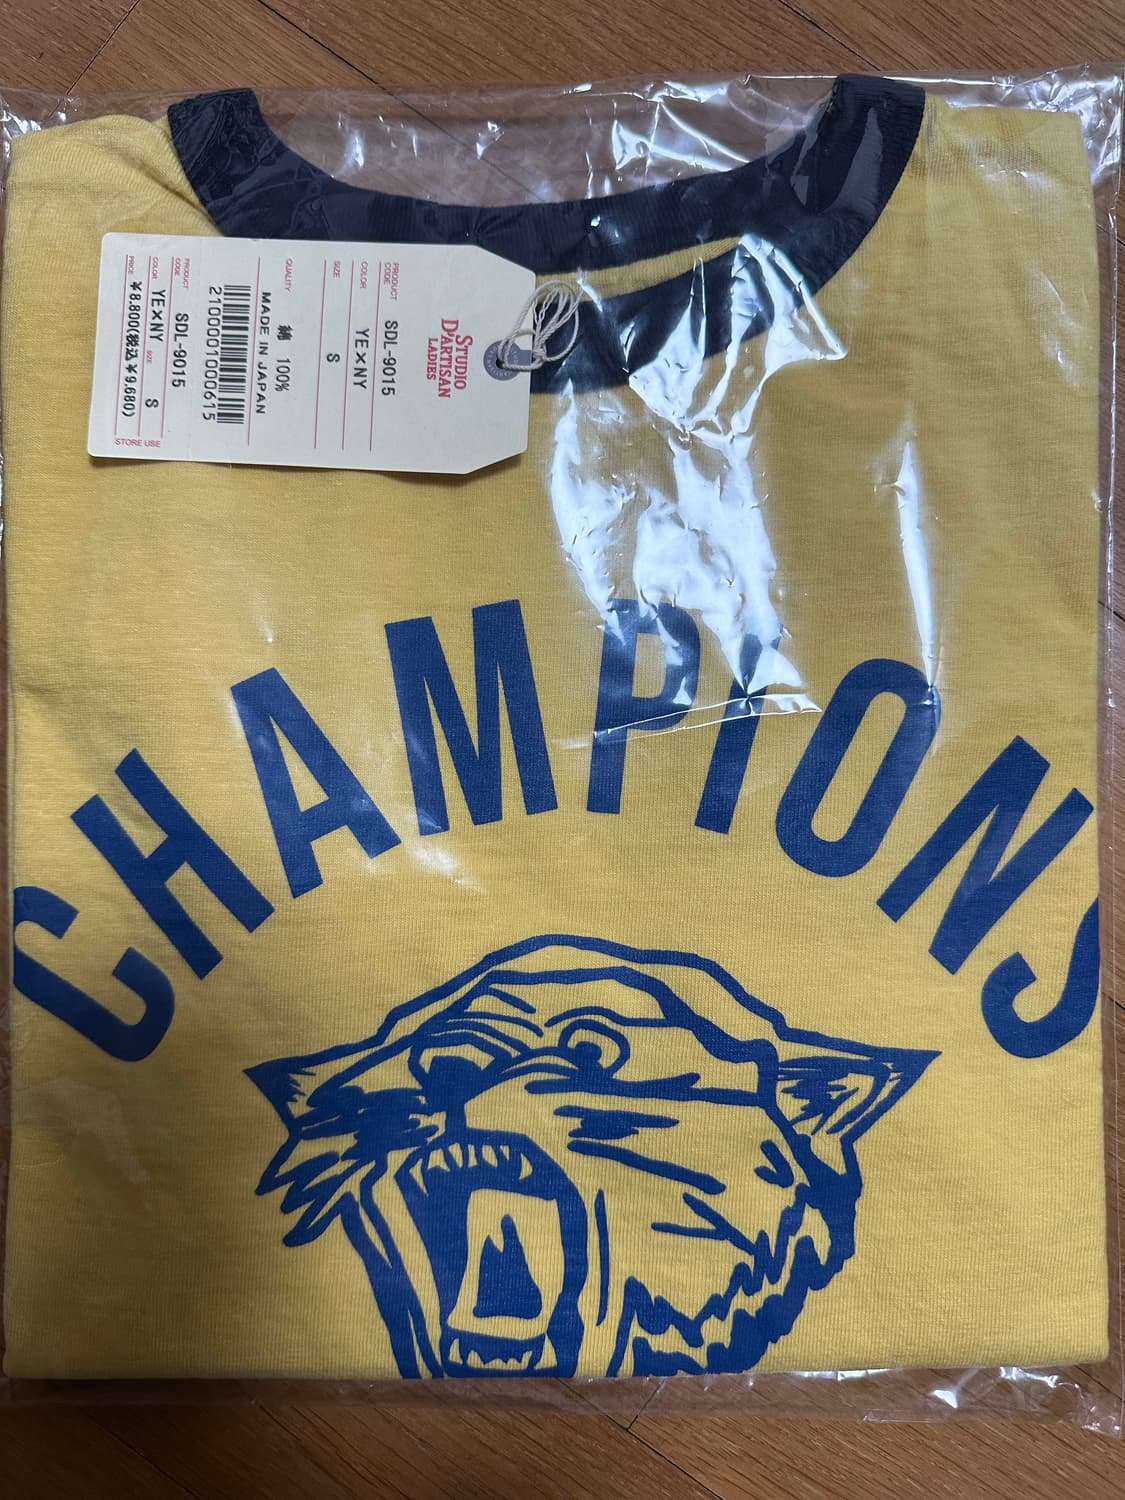 STUDIO
D'ARTISAN
LADIES
PRODUCT
CODE
SDL-9015
COLOR
YE×NY
SIZE
S
QUALITY
綿 100%
MADE IN JAPAN
2100001000615
PRODUCT
CODE
SDL-9015
COLOR
YE×NY
SIZE
S
PRICE
¥8,800(税込¥9,680)
STORE USE
CHAMPIONS